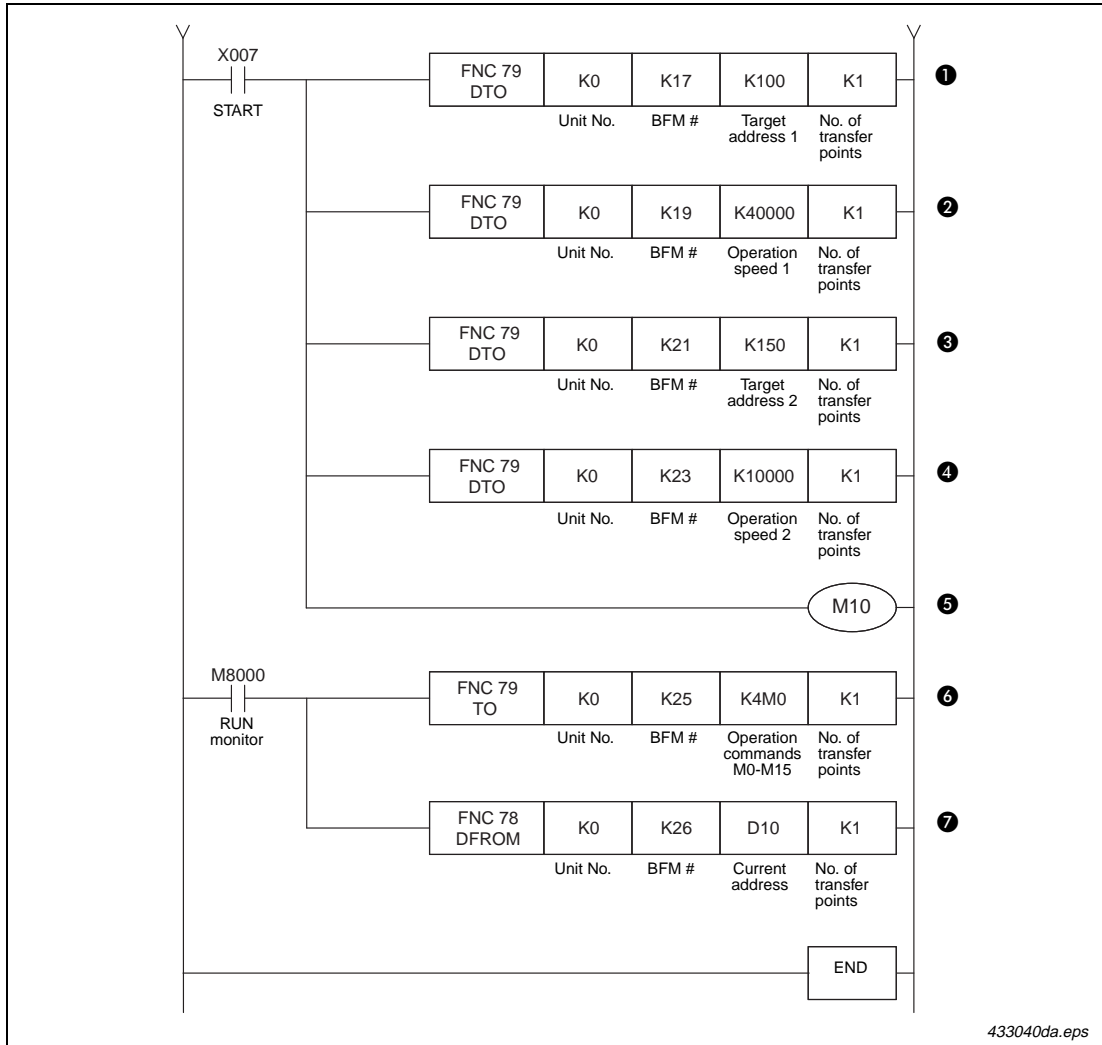 X007
START
FNC 79
DTO
K0
K17
K100
K1
❶
Unit No.
BFM #
Target
address 1
No. of
transfer
points
FNC 79
DTO
K0
K19
K40000
K1
❷
Unit No.
BFM #
Operation
speed 1
No. of
transfer
points
FNC 79
DTO
K0
K21
K150
K1
❸
Unit No.
BFM #
Target
address 2
No. of
transfer
points
FNC 79
DTO
K0
K23
K10000
K1
❹
Unit No.
BFM #
Operation
speed 2
No. of
transfer
points
M10
❺
M8000
RUN
monitor
FNC 79
TO
K0
K25
K4M0
K1
❻
Unit No.
BFM #
Operation
commands
M0-M15
No. of
transfer
points
FNC 78
DFROM
K0
K26
D10
K1
❼
Unit No.
BFM #
Current
address
No. of
transfer
points
END
433040da.eps